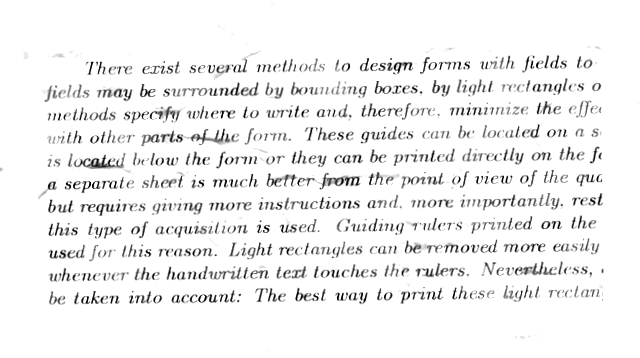 There exist several methods to design forms with fields to
fields may be surrounded by bounding boxes, by light rectangles o
methods specify where to write and, therefore, minimize the effec
with other parts of the form. These guides can be located on a s
is located below the form or they can be printed directly on the fo
a separate sheet is much better from the point of view of the qua
but requires giving more instructions and, more importantly, rest
this type of acquisition is used. Guiding rulers printed on the
used for this reason. Light rectangles can be removed more easily
whenever the handwritten text touches the rulers. Nevertheless,
be taken into account: The best way to print these light rectan